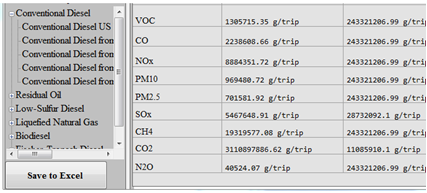 Conventional Diesel
Conventional Diesel US
Conventional Diesel from
Conventional Diesel from
Conventional Diesel from
Conventional Diesel from
Residual Oil
Low-Sulfur Diesel
Liquefied Natural Gas
Biodiesel
Save to Excel
VOC 1305715.35 g/trip 243321206.99 g/trip
CO 2238608.66 g/trip 243321206.99 g/trip
NOx 8884351.72 g/trip 243321206.99 g/trip
PM10 969480.72 g/trip 243321206.99 g/trip
PM2.5 701581.92 g/trip 243321206.99 g/trip
SOx 5467648.91 g/trip 28732092.1 g/trip
CH4 19319577.08 g/trip 243321206.99 g/trip
CO2 3110897886.62 g/trip 11085910.1 g/trip
N2O 40524.07 g/trip 243321206.99 g/trip